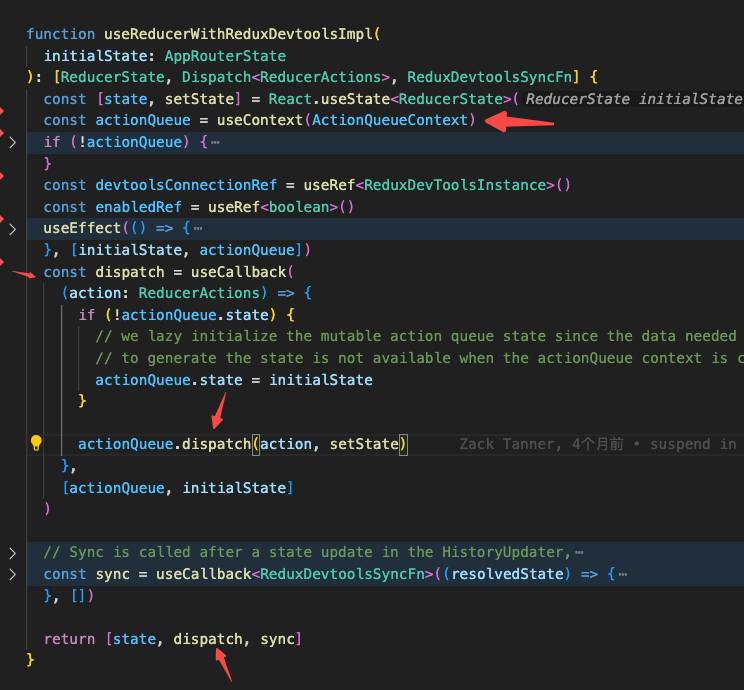 function useReducerWithReduxDevtoolsImpl(
  initialState: AppRouterState
): [ReducerState, Dispatch<ReducerActions>, ReduxDevtoolsSyncFn] {
  const [state, setState] = React.useState<ReducerState>( ReducerState initialState
  const actionQueue = useContext(ActionQueueContext)
  if (!actionQueue) {⋯
  }
  const devtoolsConnectionRef = useRef<ReduxDevToolsInstance>()
  const enabledRef = useRef<boolean>()
  useEffect(() => {⋯
  }, [initialState, actionQueue])
  const dispatch = useCallback(
    (action: ReducerActions) => {
      if (!actionQueue.state) {
        // we lazy initialize the mutable action queue state since the data needed
        // to generate the state is not available when the actionQueue context is
        actionQueue.state = initialState
      }
      actionQueue.dispatch(action, setState) Zack Tanner, 4个月前 • suspend in
    },
    [actionQueue, initialState]
  )
  // Sync is called after a state update in the HistoryUpdater,⋯
  const sync = useCallback<ReduxDevtoolsSyncFn>((resolvedState) => {⋯
  }, [])
  return [state, dispatch, sync]
}